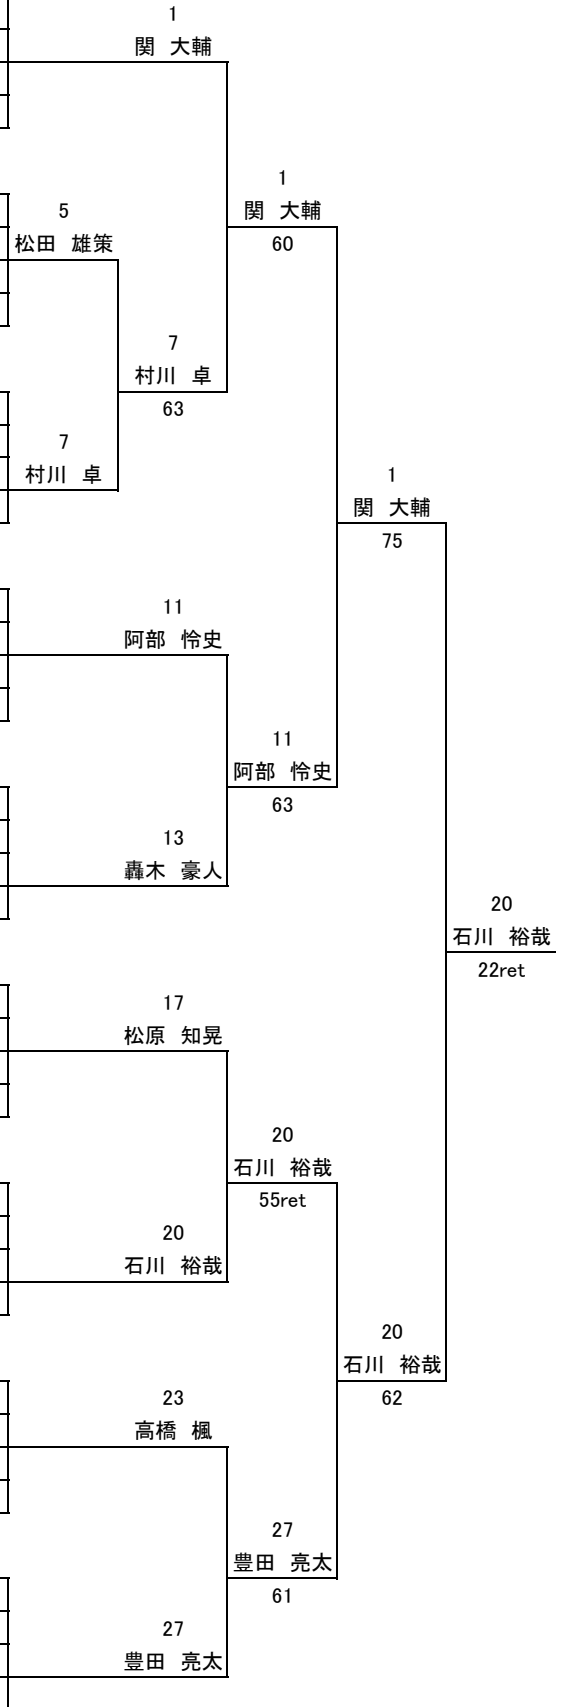 1
関 大輔
1
関 大輔
60
5
松田 雄策
7
村川 卓
63
7
村川 卓
1
関 大輔
75
11
阿部 怜史
11
阿部 怜史
63
13
轟木 豪人
20
石川 裕哉
22ret
17
松原 知晃
20
石川 裕哉
55ret
20
石川 裕哉
20
石川 裕哉
62
23
高橋 楓
27
豊田 亮太
61
27
豊田 亮太